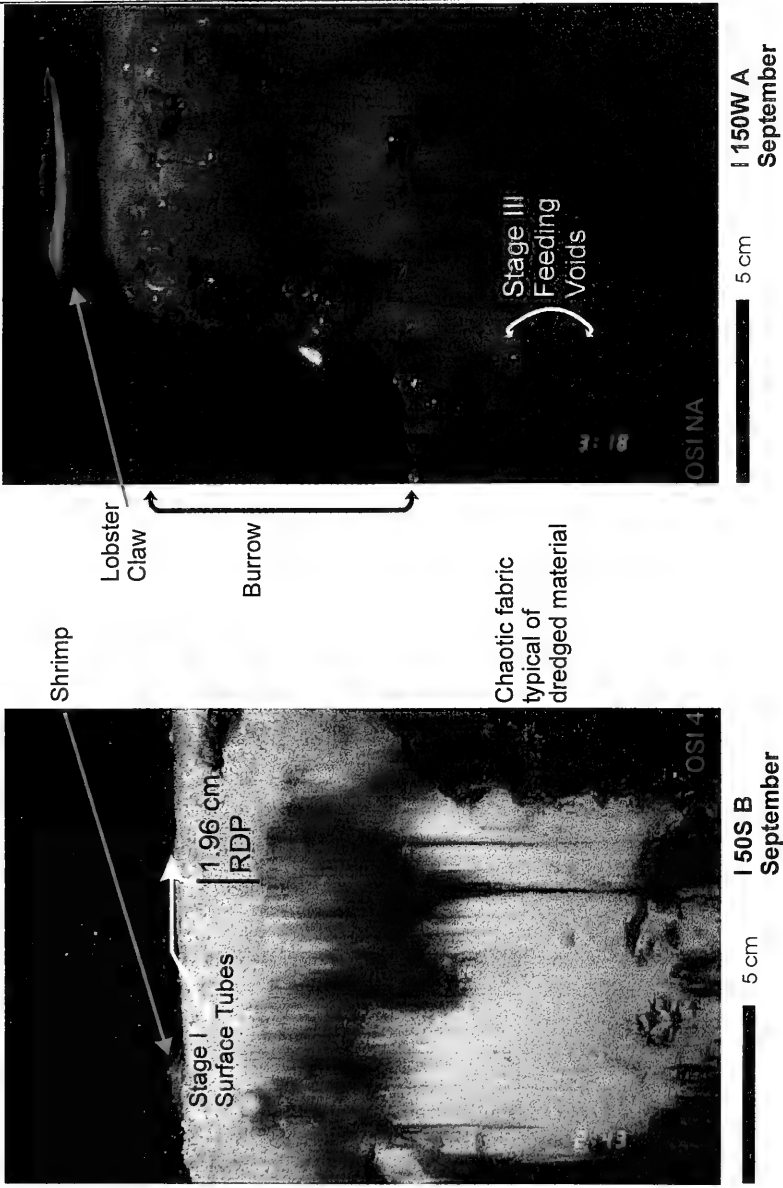 Shrimp
Lobster
Claw
Burrow
Stage I
Surface Tubes
1.96 cm
RDP
Chaotic fabric
typical of
dredged material
Stage III
Feeding
Voids
3:18
OSI 4
OSI NA
5 cm
5 cm
I 50S B
September
I 150W A
September